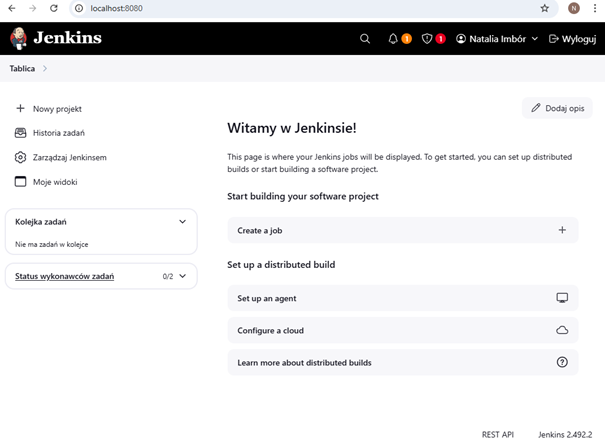 localhost:8080
N
Jenkins
1
1
Natalia Imbór
Wyloguj
Tablica
Nowy projekt
Historia zadań
Zarządzaj Jenkinsem
Moje widoki
Kolejka zadań
Nie ma zadań w kolejce
Status wykonawców zadań 0/2
Dodaj opis
Witamy w Jenkinsie!
This page is where your Jenkins jobs will be displayed. To get started, you can set up distributed
builds or start building a software project.
Start building your software project
Create a job
Set up a distributed build
Set up an agent
Configure a cloud
Learn more about distributed builds
REST API Jenkins 2.492.2